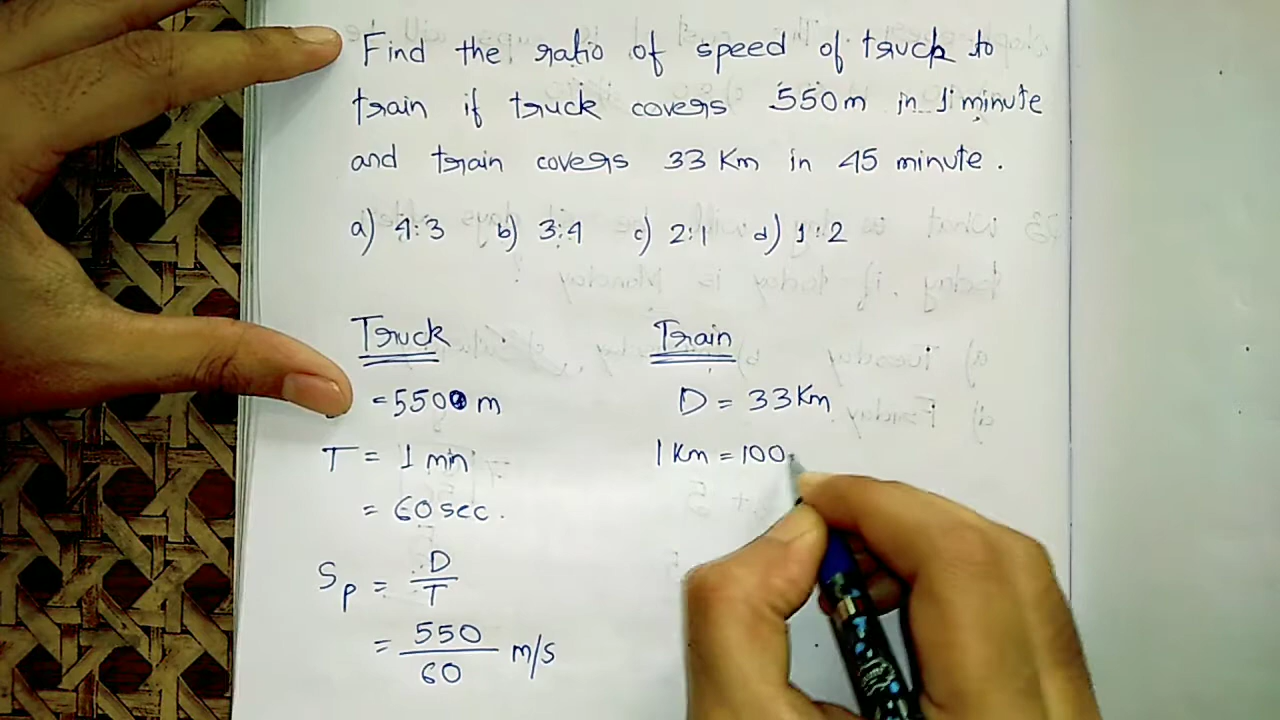 Find the ratio of speed of truck to
train if truck covers 550m in 1 minute
and train covers 33 Km in 45 minute.
a) 4:3 b) 3:4 c) 2:1 d) 1:2
Truck
= 550 m
T = 1 min
= 60 sec.
Sp = D/T
= 550/60 m/s
Train
D = 33 Km
1 Km = 100